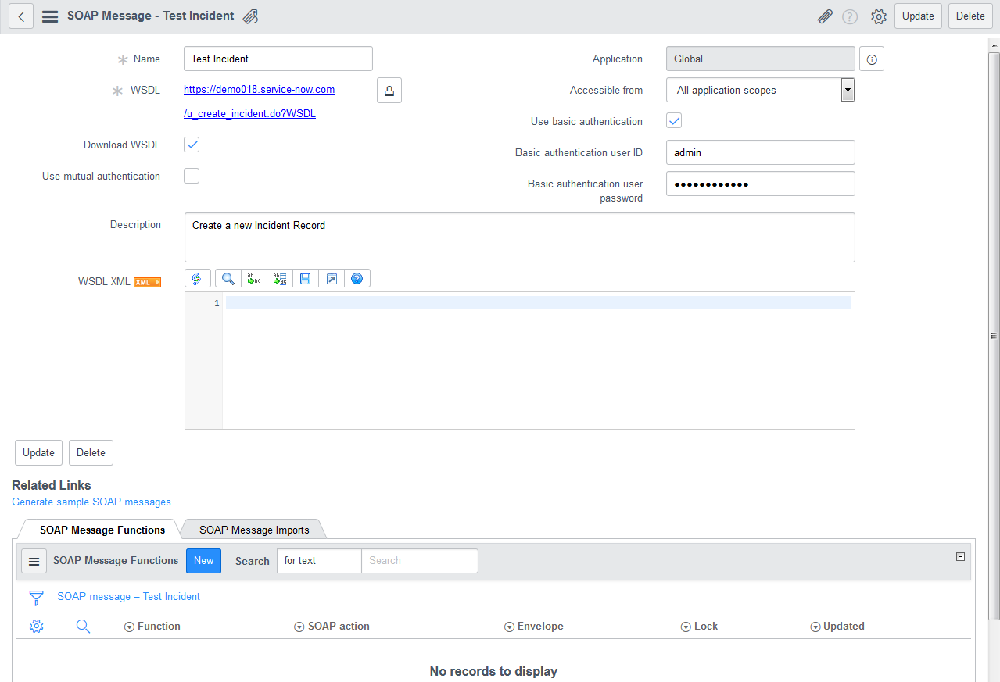 SOAP Message - Test Incident
?
Update
Delete
Name
Test Incident
Application
Global
WSDL
https://demo018.service-now.com
/u_create_incident.do?WSDL
Accessible from
All application scopes
Use basic authentication
Download WSDL
Basic authentication user ID
admin
Use mutual authentication
Basic authentication user
password
••••••••••••
Description
Create a new Incident Record
WSDL XML
XML
1
Update
Delete
Related Links
Generate sample SOAP messages
SOAP Message Functions
SOAP Message Imports
SOAP Message Functions
New
Search
for text
Search
SOAP message = Test Incident
Function
SOAP action
Envelope
Lock
Updated
No records to display